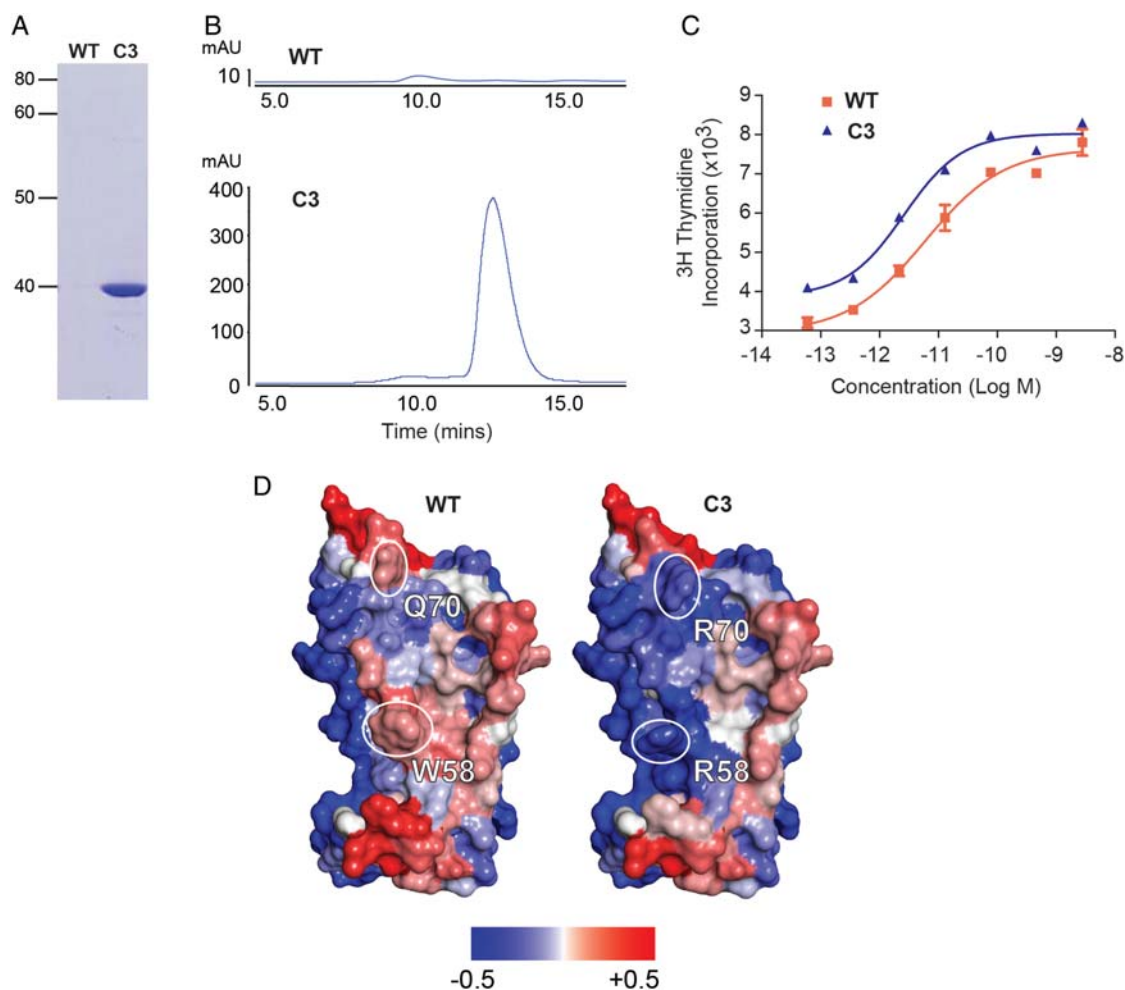 A
WT C3
80
60
50
40
B
mAU
WT
10
5.0 10.0 15.0
mAU
C3
400
300
200
100
0
5.0 10.0 15.0
Time (mins)
C
WT
C3
9
8
7
6
5
4
3
3H Thymidine
Incorporation (x10³)
-14 -13 -12 -11 -10 -9 -8
Concentration (Log M)
D
WT
C3
Q70
R70
W58
R58
-0.5 +0.5